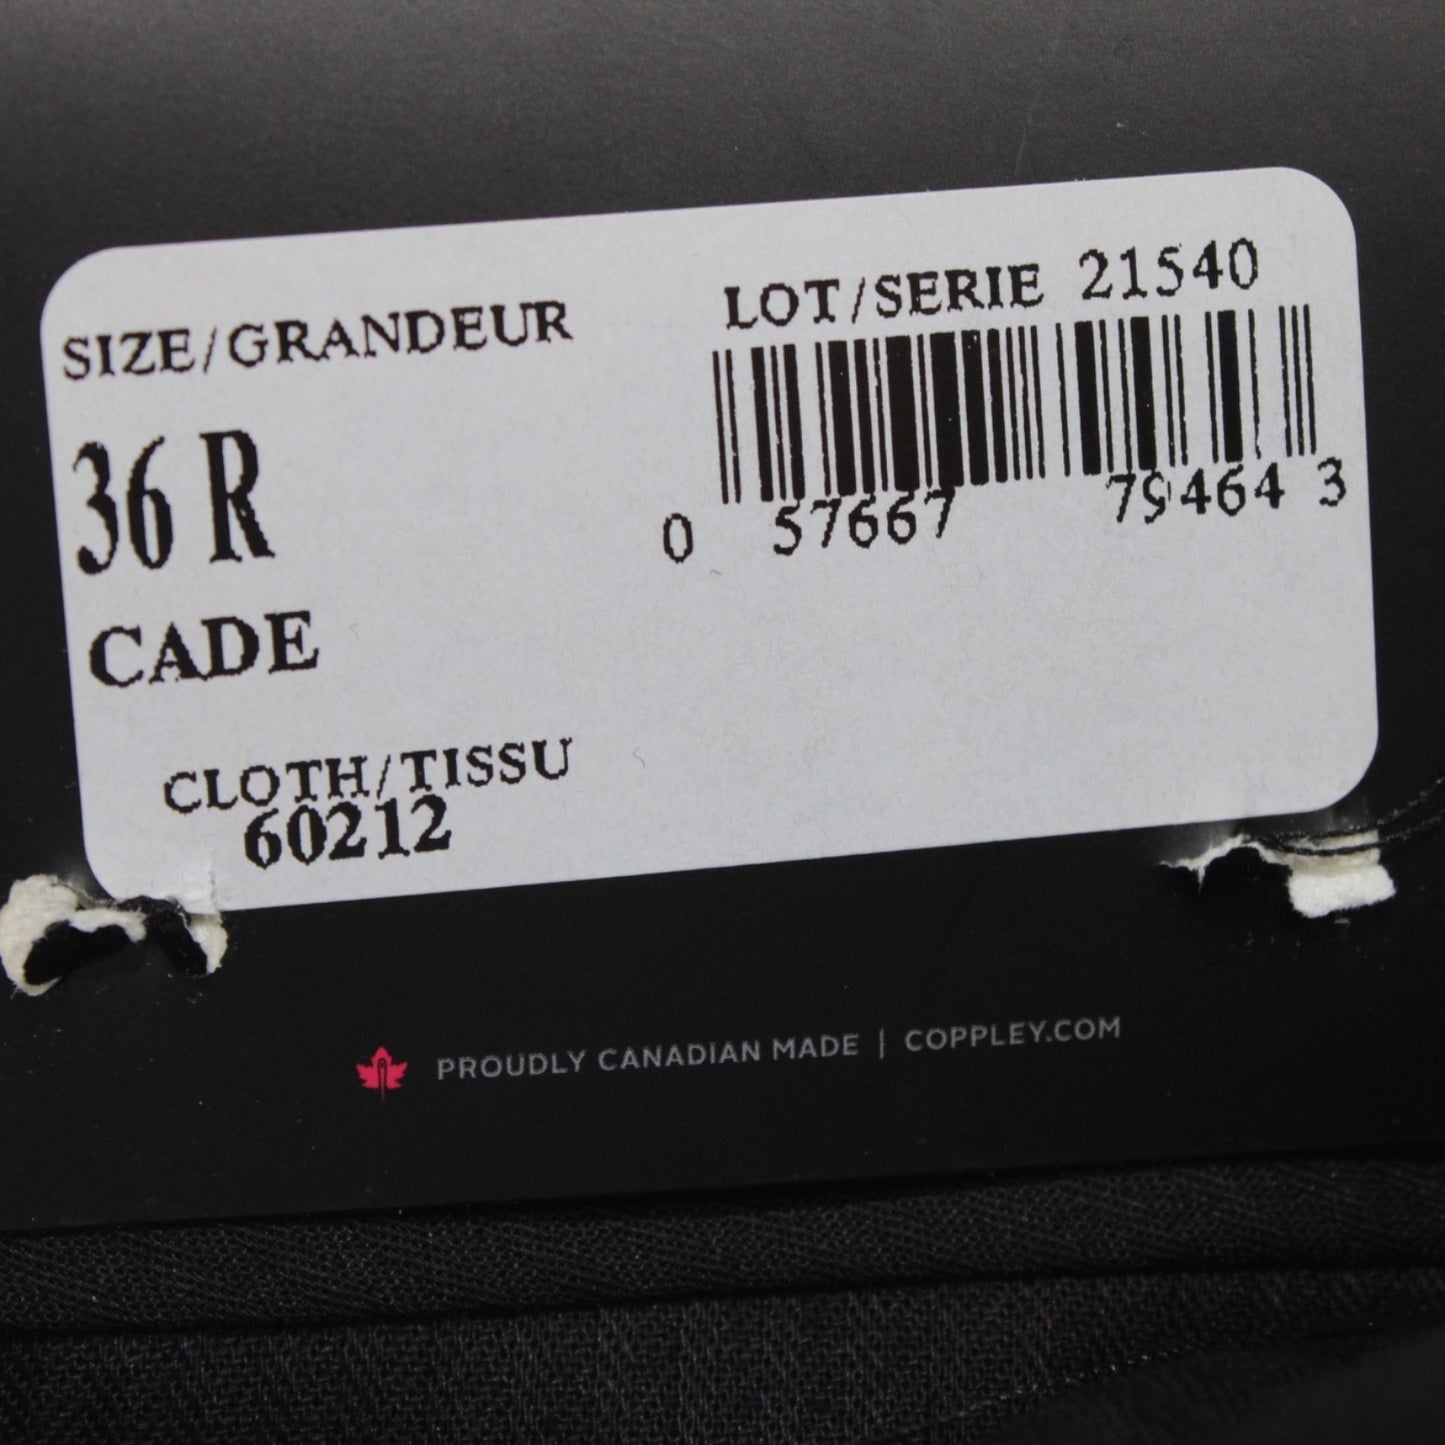 SIZE/GRANDEUR
36 R
CADE
CLOTH/TISSU
60212
LOT/SERIE 21540
0 57667 79464 3
PROUDLY CANADIAN MADE | COPPLEY.COM